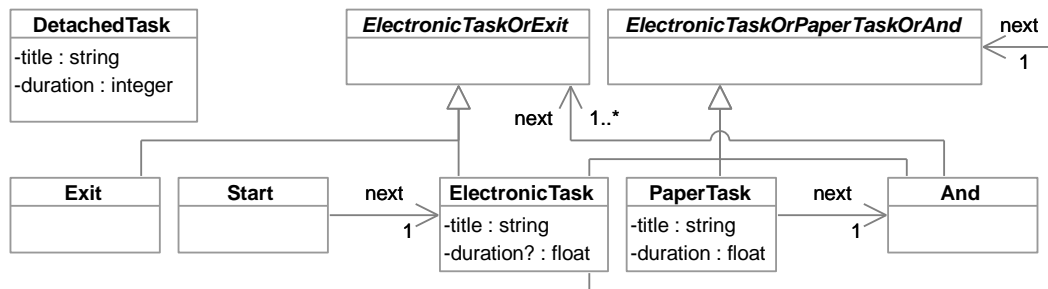 DetachedTask
-title : string
-duration : integer
ElectronicTaskOrExit
ElectronicTaskOrPaperTaskOrAnd
next
1
next 1..*
Exit
Start
next
1
ElectronicTask
-title : string
-duration? : float
PaperTask
-title : string
-duration : float
next
1
And